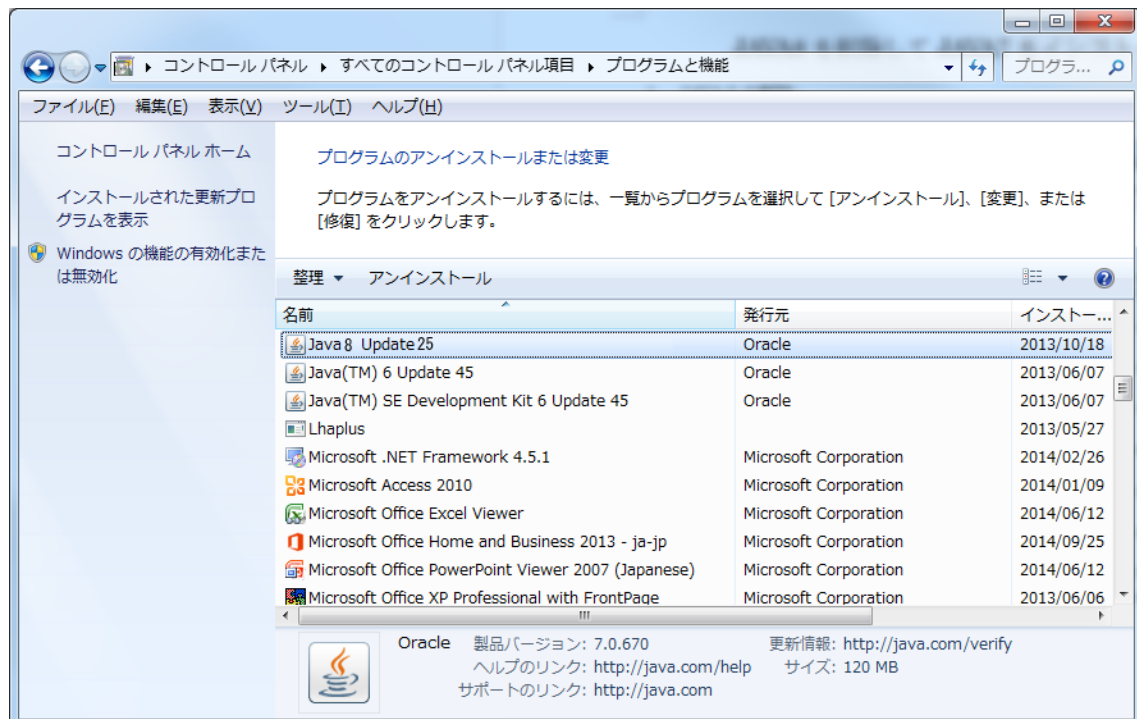 コントロール パネル ▸ すべてのコントロール パネル項目 ▸ プログラムと機能
プログラ...
ファイル(F) 編集(E) 表示(V) ツール(T) ヘルプ(H)
コントロール パネル ホーム
インストールされた更新プロ
グラムを表示
Windows の機能の有効化また
は無効化
プログラムのアンインストールまたは変更
プログラムをアンインストールするには、一覧からプログラムを選択して [アンインストール]、[変更]、または
[修復] をクリックします。
整理 アンインストール
名前 発行元 インストー...
Java 8 Update 25 Oracle 2013/10/18
Java(TM) 6 Update 45 Oracle 2013/06/07
Java(TM) SE Development Kit 6 Update 45 Oracle 2013/06/07
Lhaplus 2013/05/27
Microsoft .NET Framework 4.5.1 Microsoft Corporation 2014/02/26
Microsoft Access 2010 Microsoft Corporation 2014/01/09
Microsoft Office Excel Viewer Microsoft Corporation 2014/06/12
Microsoft Office Home and Business 2013 - ja-jp Microsoft Corporation 2014/09/25
Microsoft Office PowerPoint Viewer 2007 (Japanese) Microsoft Corporation 2014/06/12
Microsoft Office XP Professional with FrontPage Microsoft Corporation 2013/06/06
Oracle 製品バージョン: 7.0.670 更新情報: http://java.com/verify
ヘルプのリンク: http://java.com/help サイズ: 120 MB
サポートのリンク: http://java.com